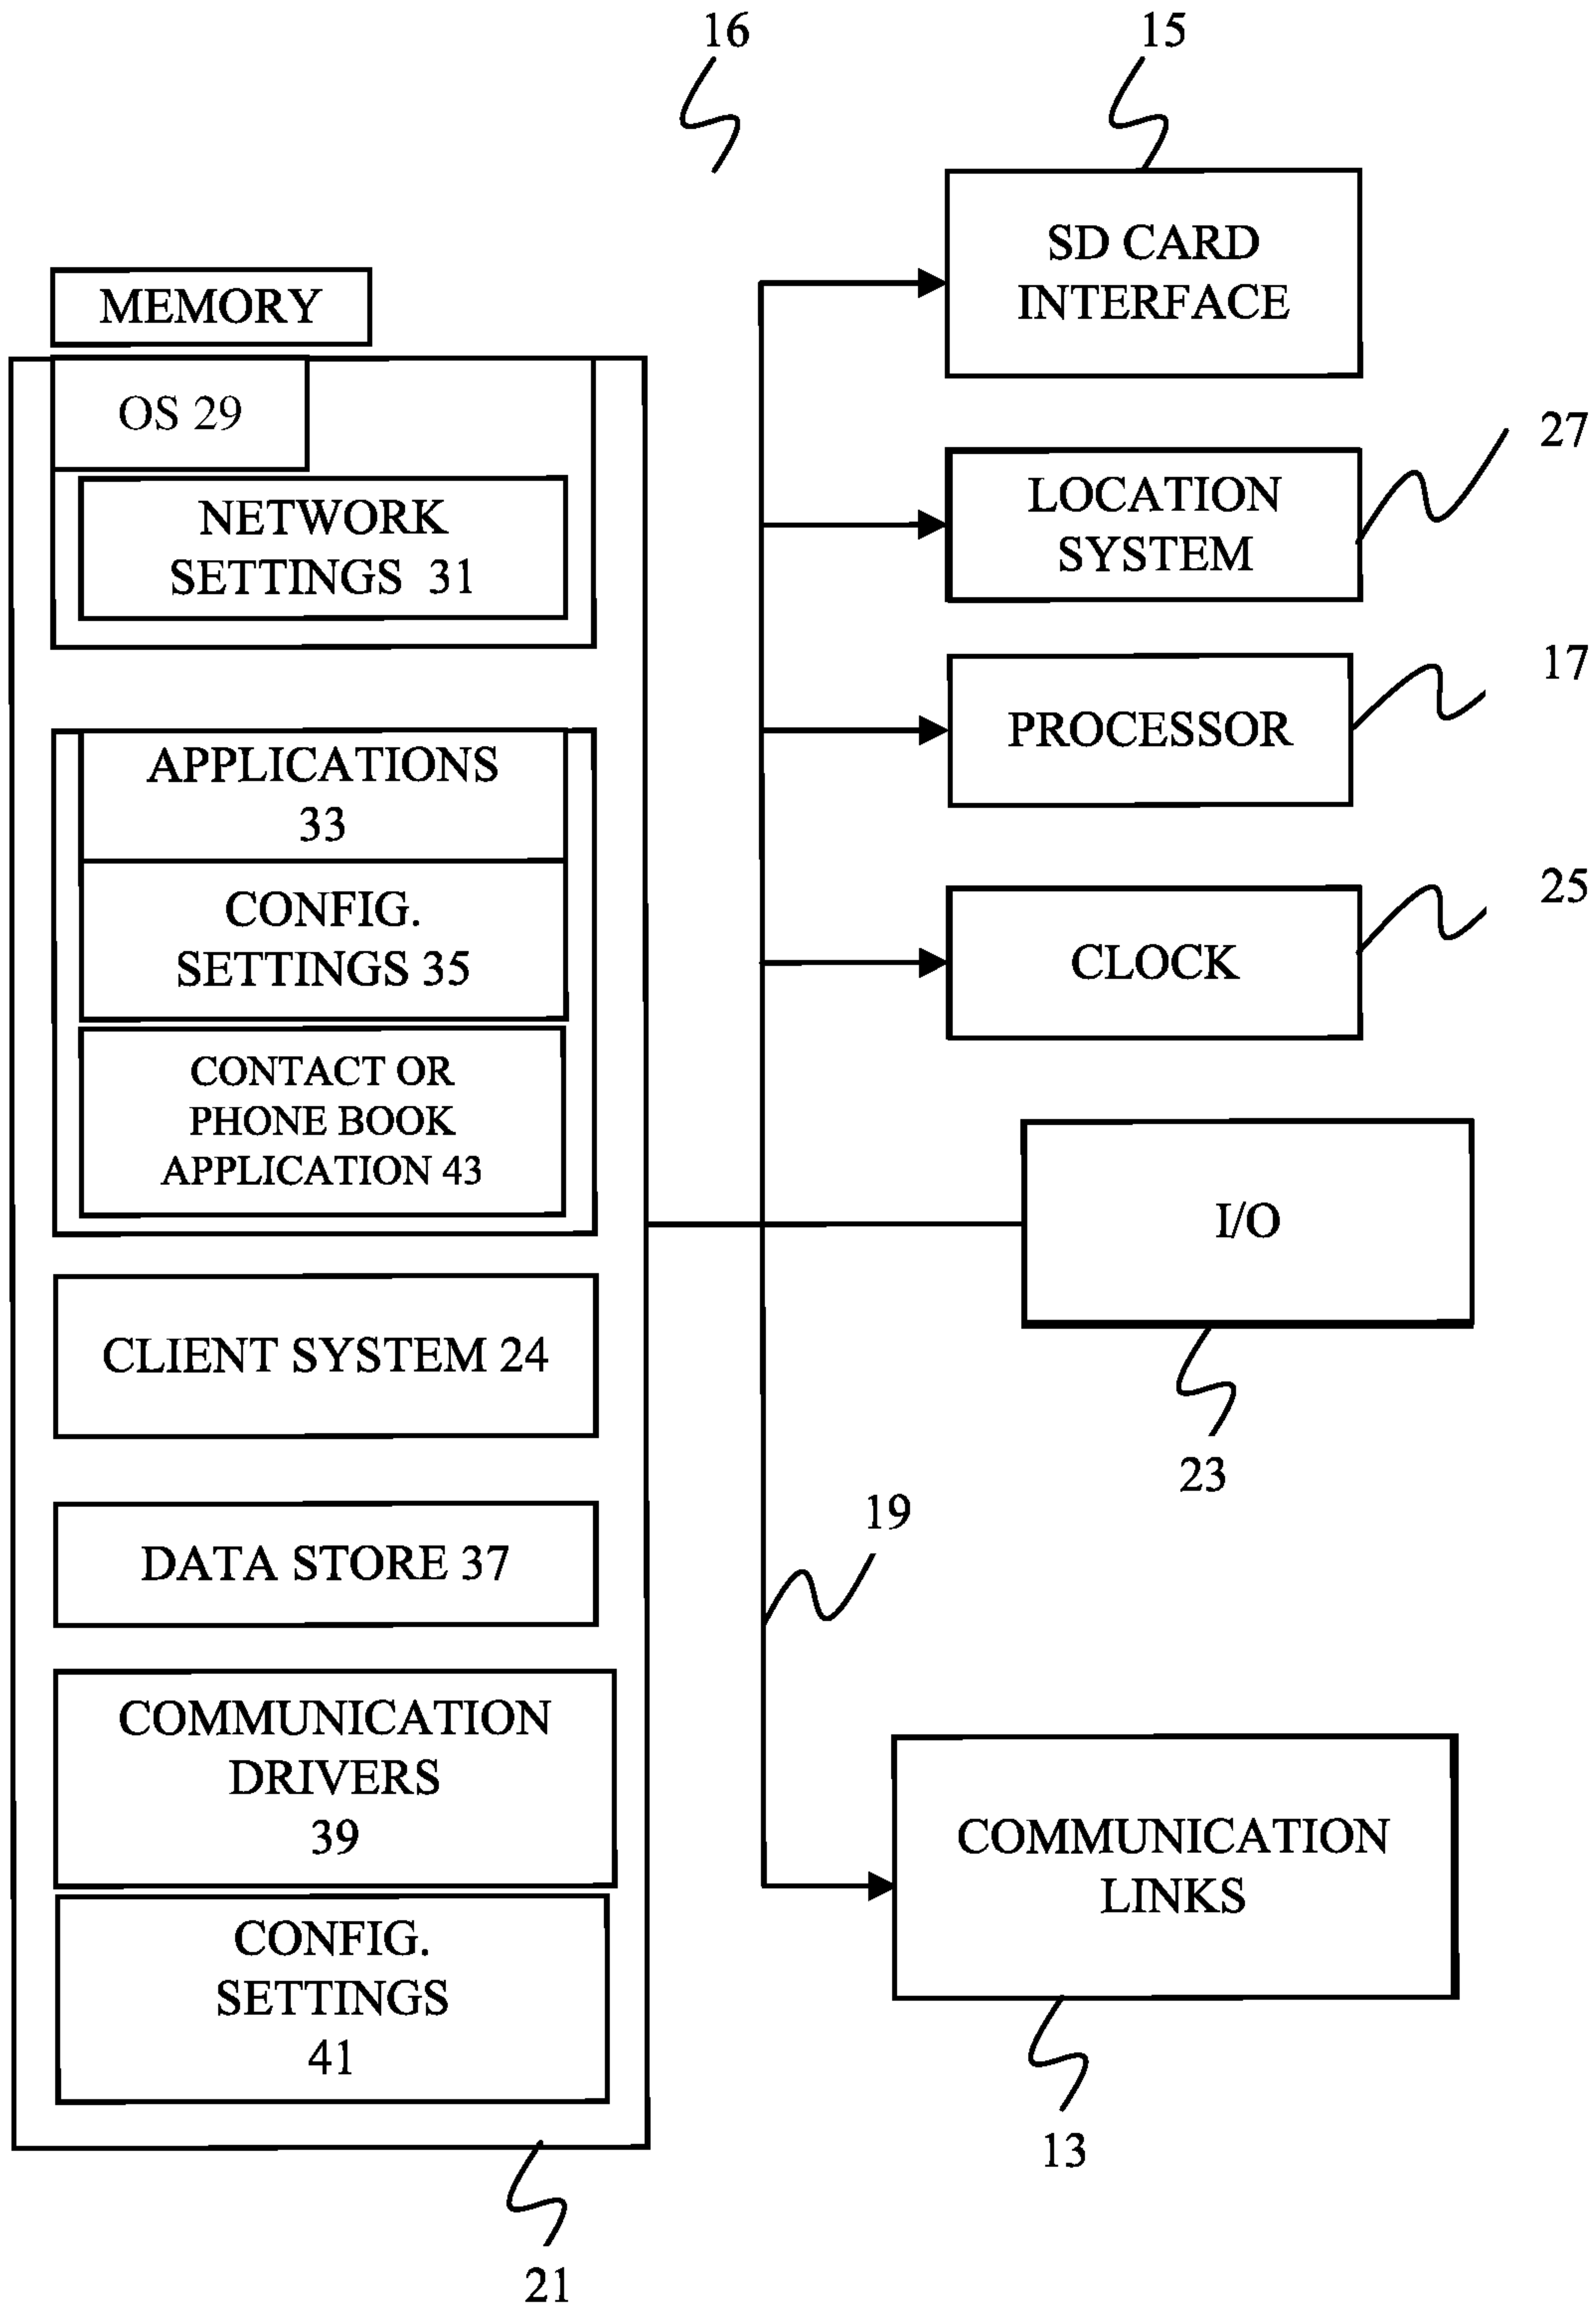 16
15
SD CARD
INTERFACE
MEMORY
OS 29
NETWORK
SETTINGS 31
27
LOCATION
SYSTEM
17
PROCESSOR
APPLICATIONS
33
CONFIG.
SETTINGS 35
25
CLOCK
CONTACT OR
PHONE BOOK
APPLICATION 43
I/O
23
CLIENT SYSTEM 24
19
DATA STORE 37
COMMUNICATION
DRIVERS
39
COMMUNICATION
LINKS
13
CONFIG.
SETTINGS
41
21